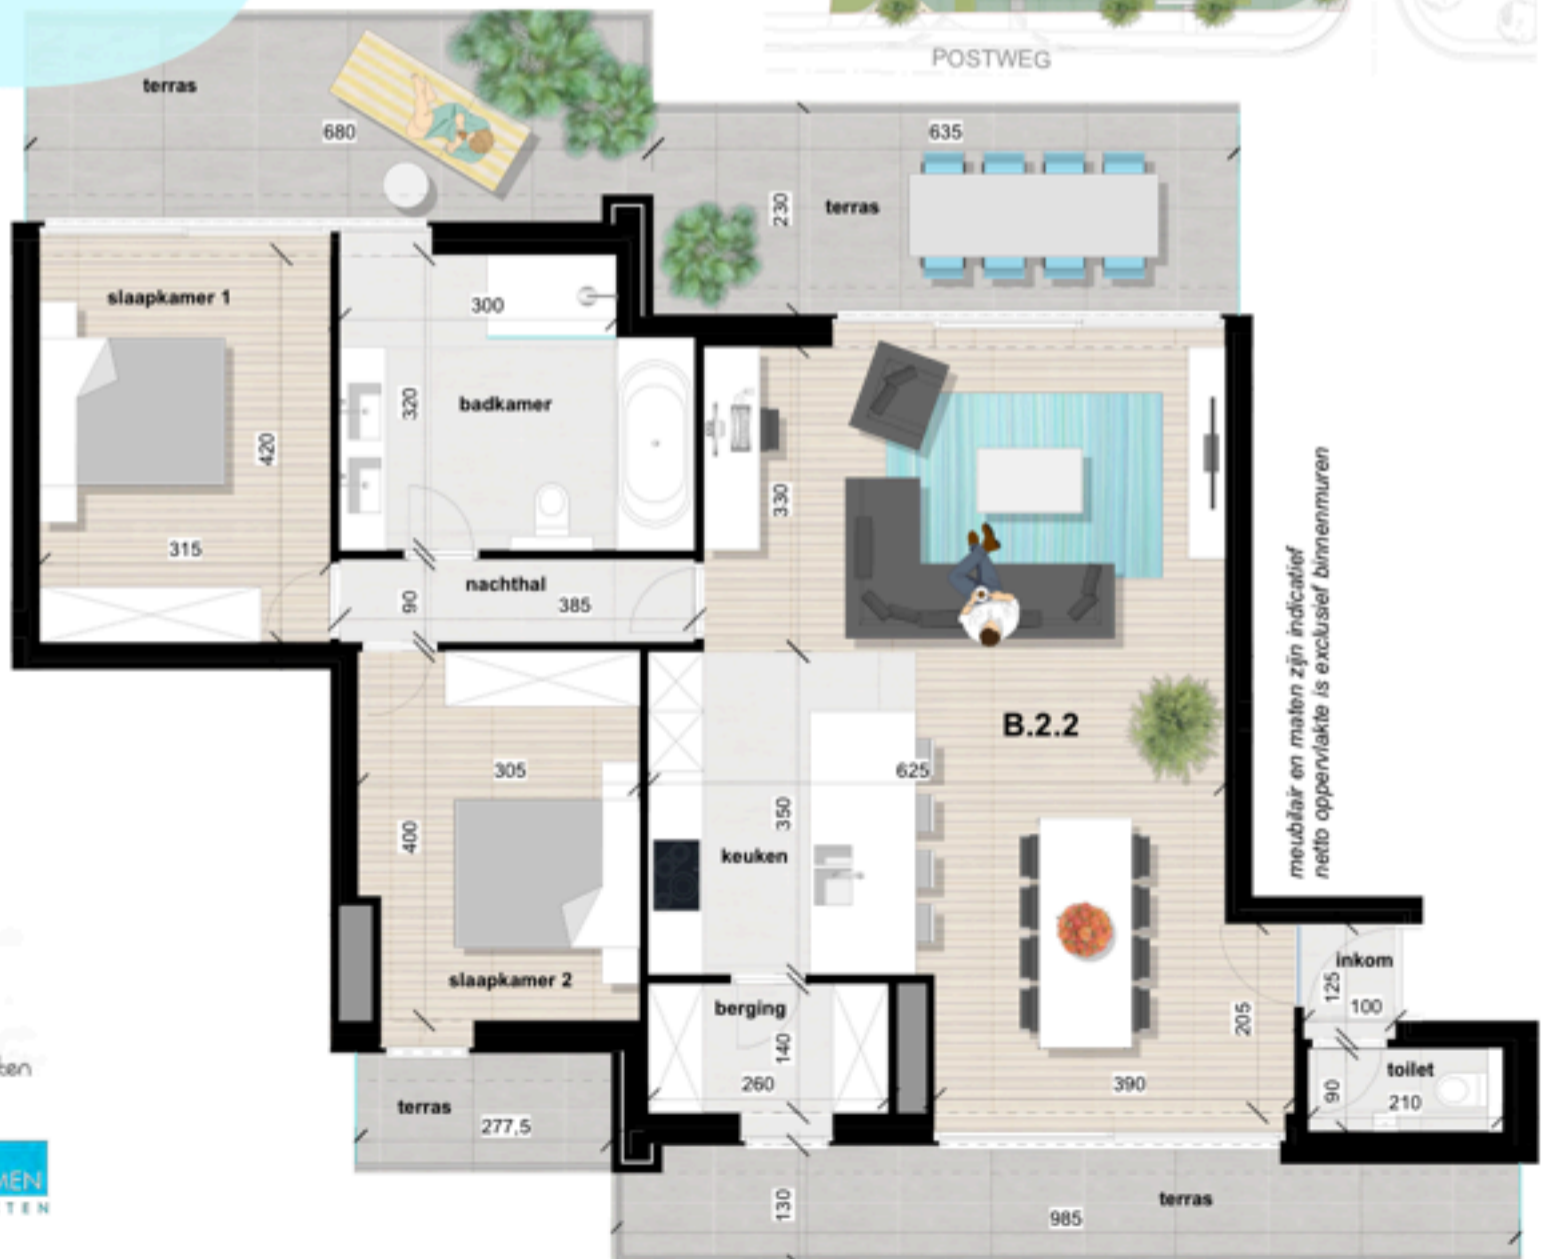 POSTWEG
terras
680
635
230
terras
slaapkamer 1
300
320
badkamer
420
330
315
nachthal
90
385
B.2.2
305
625
400
350
keuken
slaapkamer 2
berging
140
260
inkom
125
100
205
390
toilet
90
210
terras
277,5
130
985
terras
meubilair en maten zijn indicatief
netto oppervlakte is exclusief binnenmuren